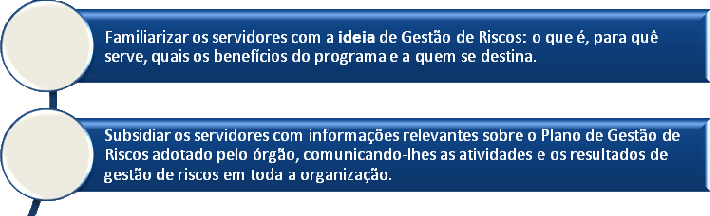 Familiarizar os servidores com a ideia de Gestão de Riscos: o que é, para quê
serve, quais os benefícios do programa e a quem se destina.
Subsidiar os servidores com informações relevantes sobre o Plano de Gestão de
Riscos adotado pelo órgão, comunicando-lhes as atividades e os resultados de
gestão de riscos em toda a organização.